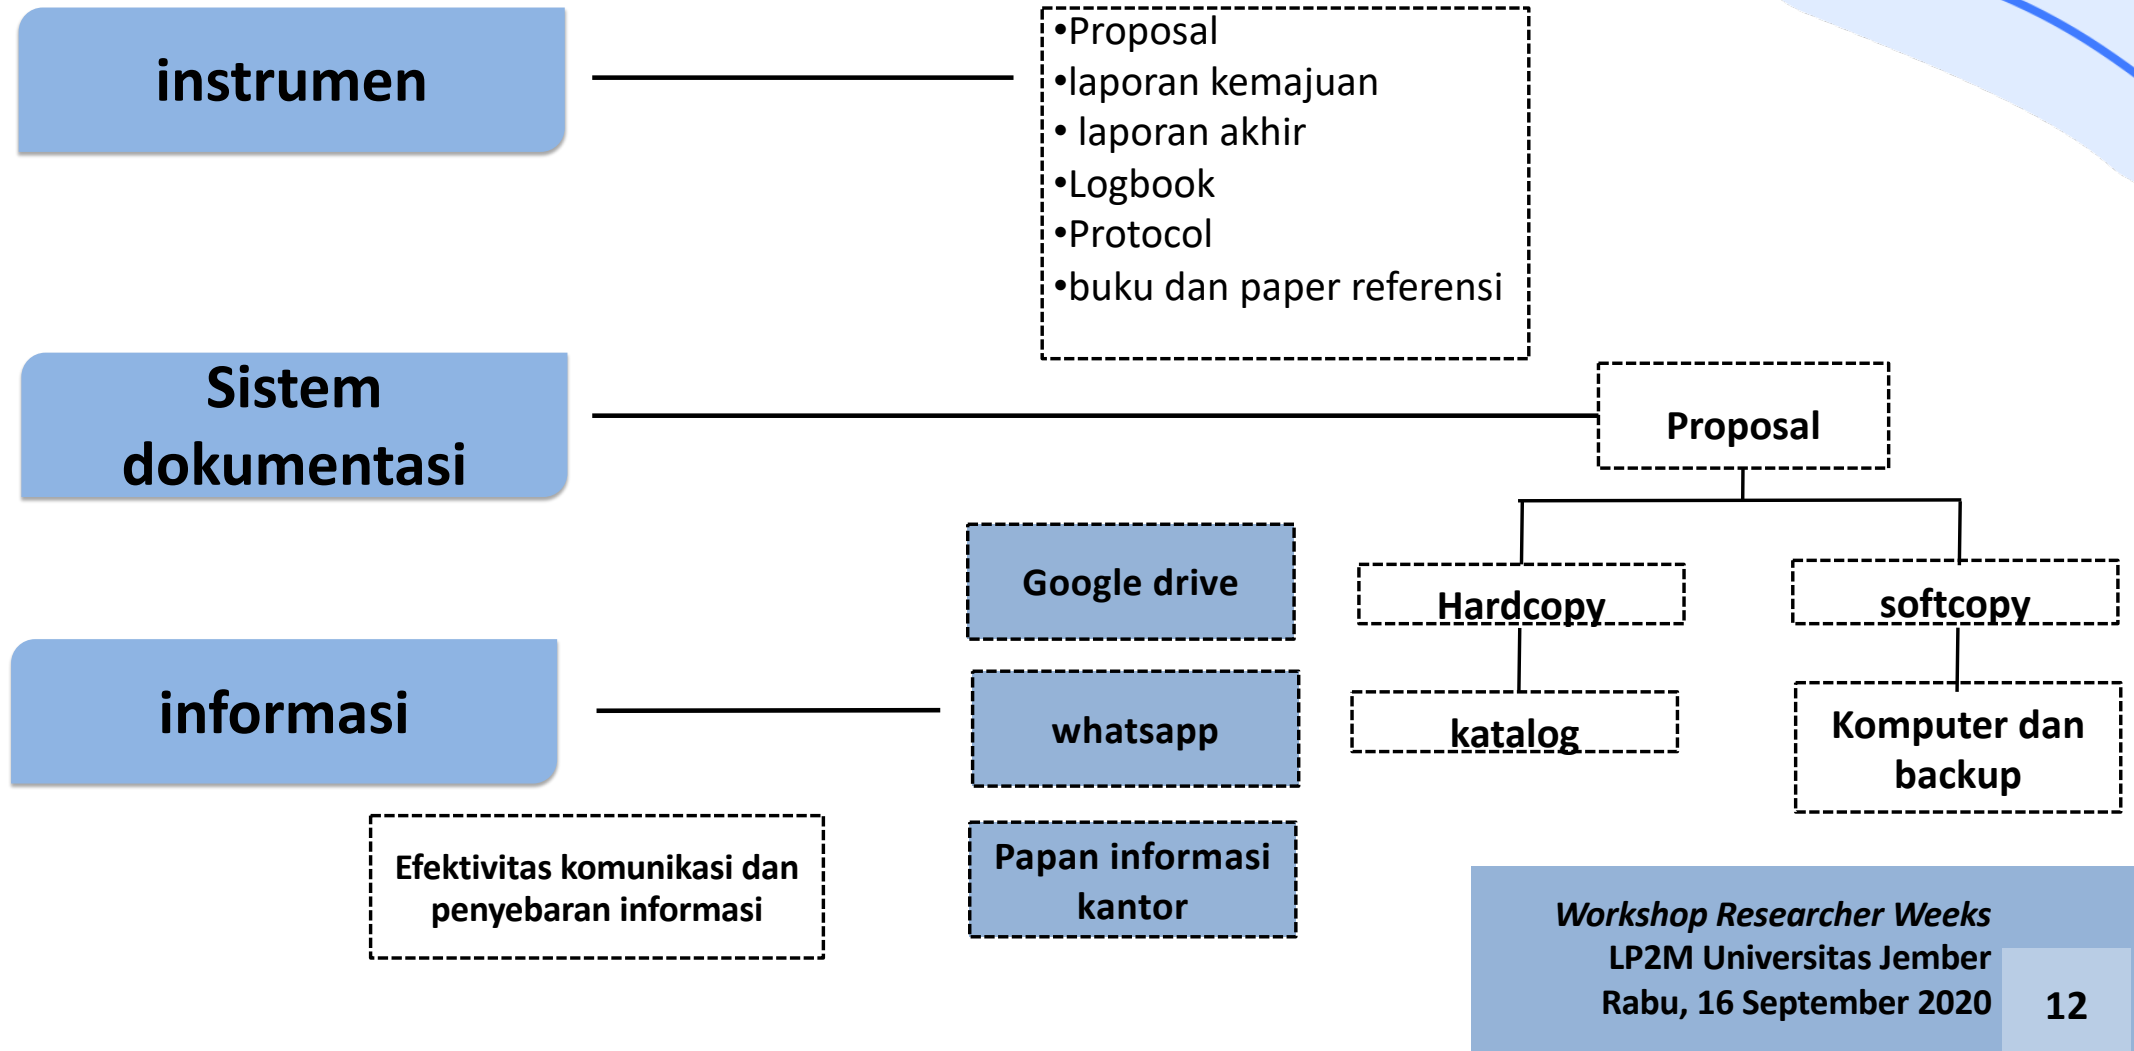 instrumen
•Proposal
•laporan kemajuan
• laporan akhir
•Logbook
•Protocol
•buku dan paper referensi
Sistem
dokumentasi
Proposal
Hardcopy
softcopy
katalog
Komputer dan
backup
informasi
Google drive
whatsapp
Papan informasi
kantor
Efektivitas komunikasi dan
penyebaran informasi
Workshop Researcher Weeks
LP2M Universitas Jember
Rabu, 16 September 2020
12